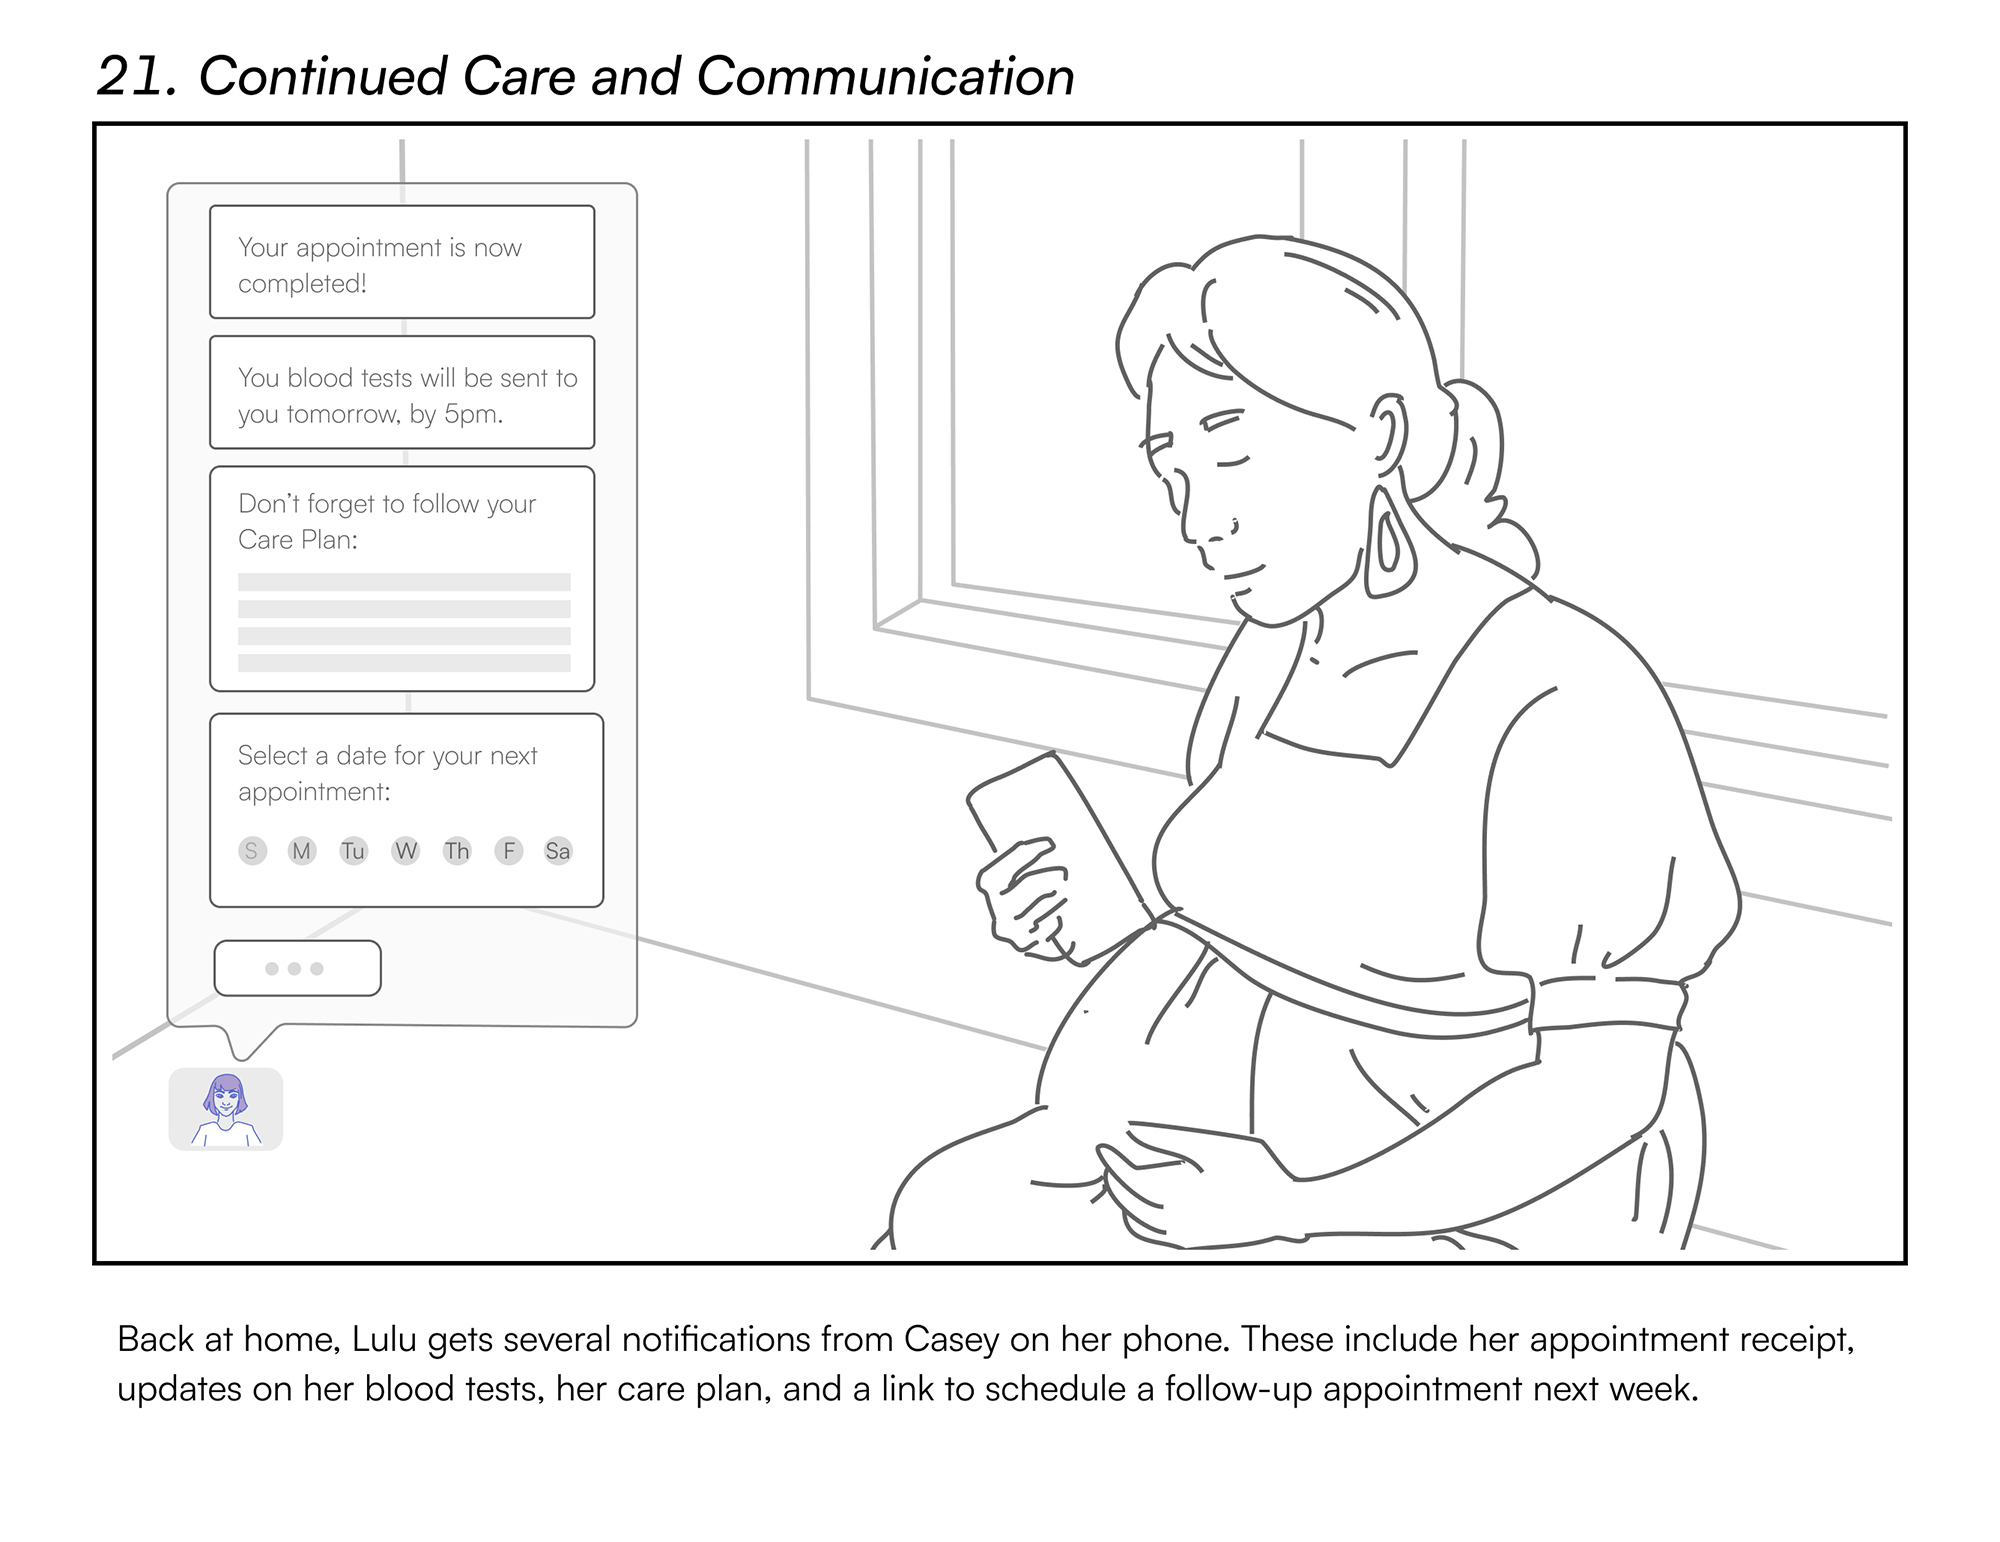 21. Continued Care and Communication
Your appointment is now
completed!
You blood tests will be sent to
you tomorrow, by 5pm.
Don't forget to follow your
Care Plan:
Select a date for your next
appointment:
S M Tu W Th F Sa
Back at home, Lulu gets several notifications from Casey on her phone. These include her appointment receipt,
updates on her blood tests, her care plan, and a link to schedule a follow-up appointment next week.